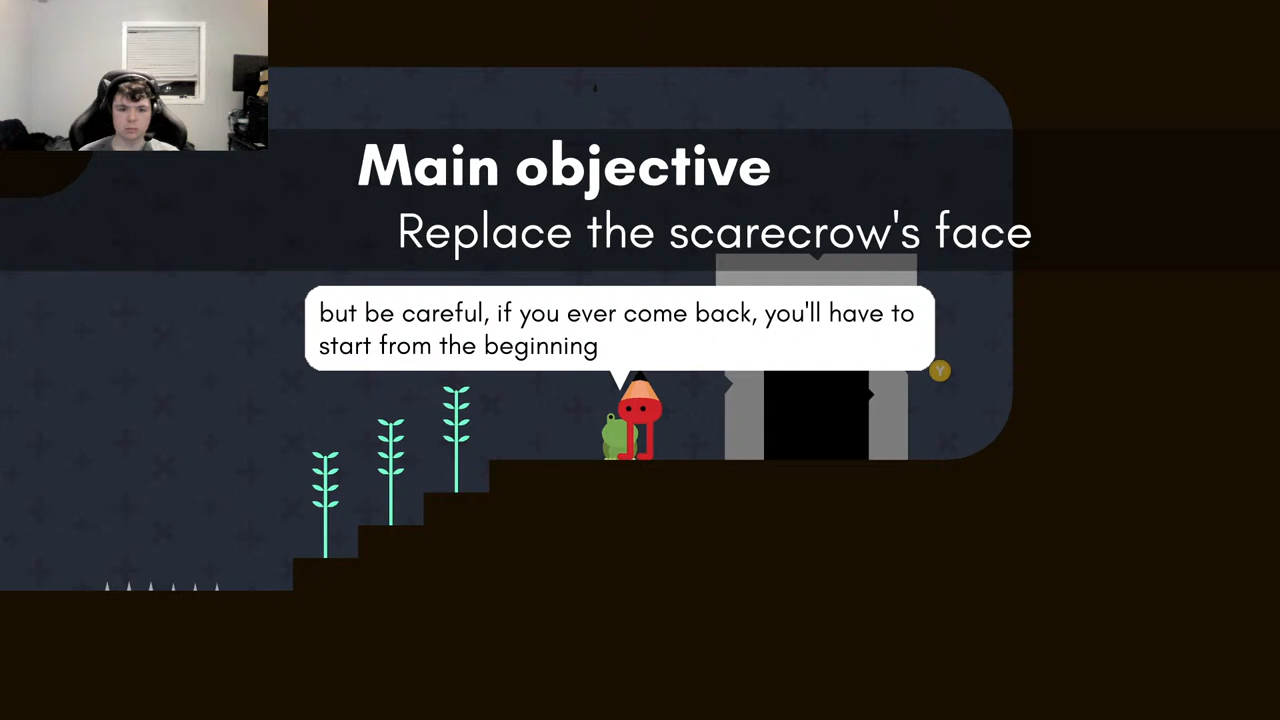 Main objective
Replace the scarecrow's face
but be careful, if you ever come back, you'll have to
start from the beginning
Y